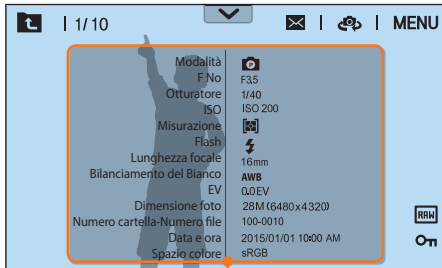 1/10 MENU
Modalità P
F No F3.5
Otturatore 1/40
ISO ISO 200
Misurazione
Flash
Lunghezza focale 16mm
Bilanciamento del Bianco AWB
EV 0.0 EV
Dimensione foto 28M (6480x4320)
Numero cartella-Numero file 100-0010
Data e ora 2015/01/01 10:00 AM
Spazio colore sRGB
RAW